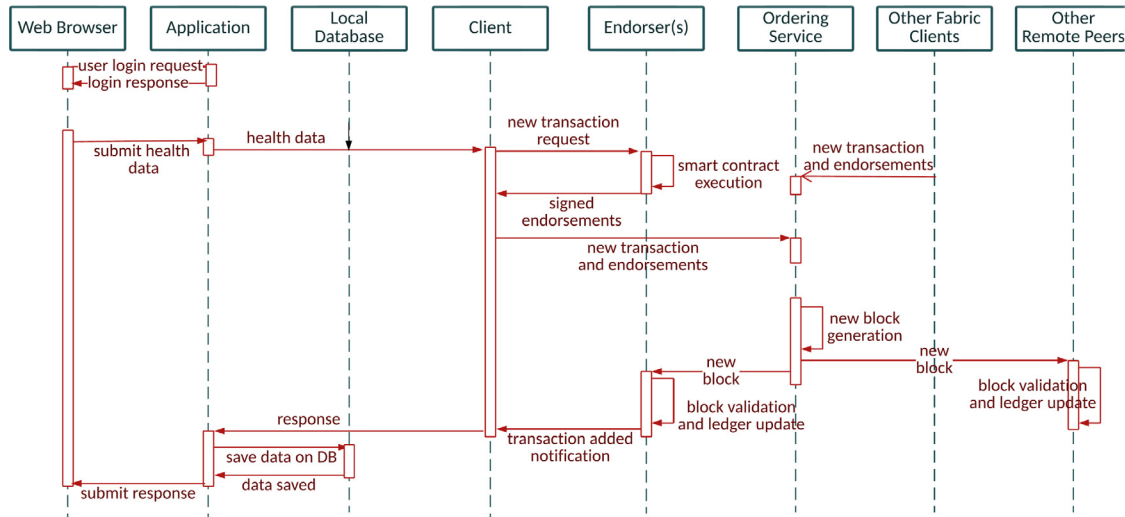 Web Browser
Application
Local
Database
Client
Endorser(s)
Ordering
Service
Other Fabric
Clients
Other
Remote Peers
user login request
login response
submit health
data
health data
new transaction
request
smart contract
execution
new transaction
and endorsements
signed
endorsements
new transaction
and endorsements
new block
generation
new
block
new
block
block validation
and ledger update
block validation
and ledger update
response
transaction added
notification
save data on DB
data saved
submit response